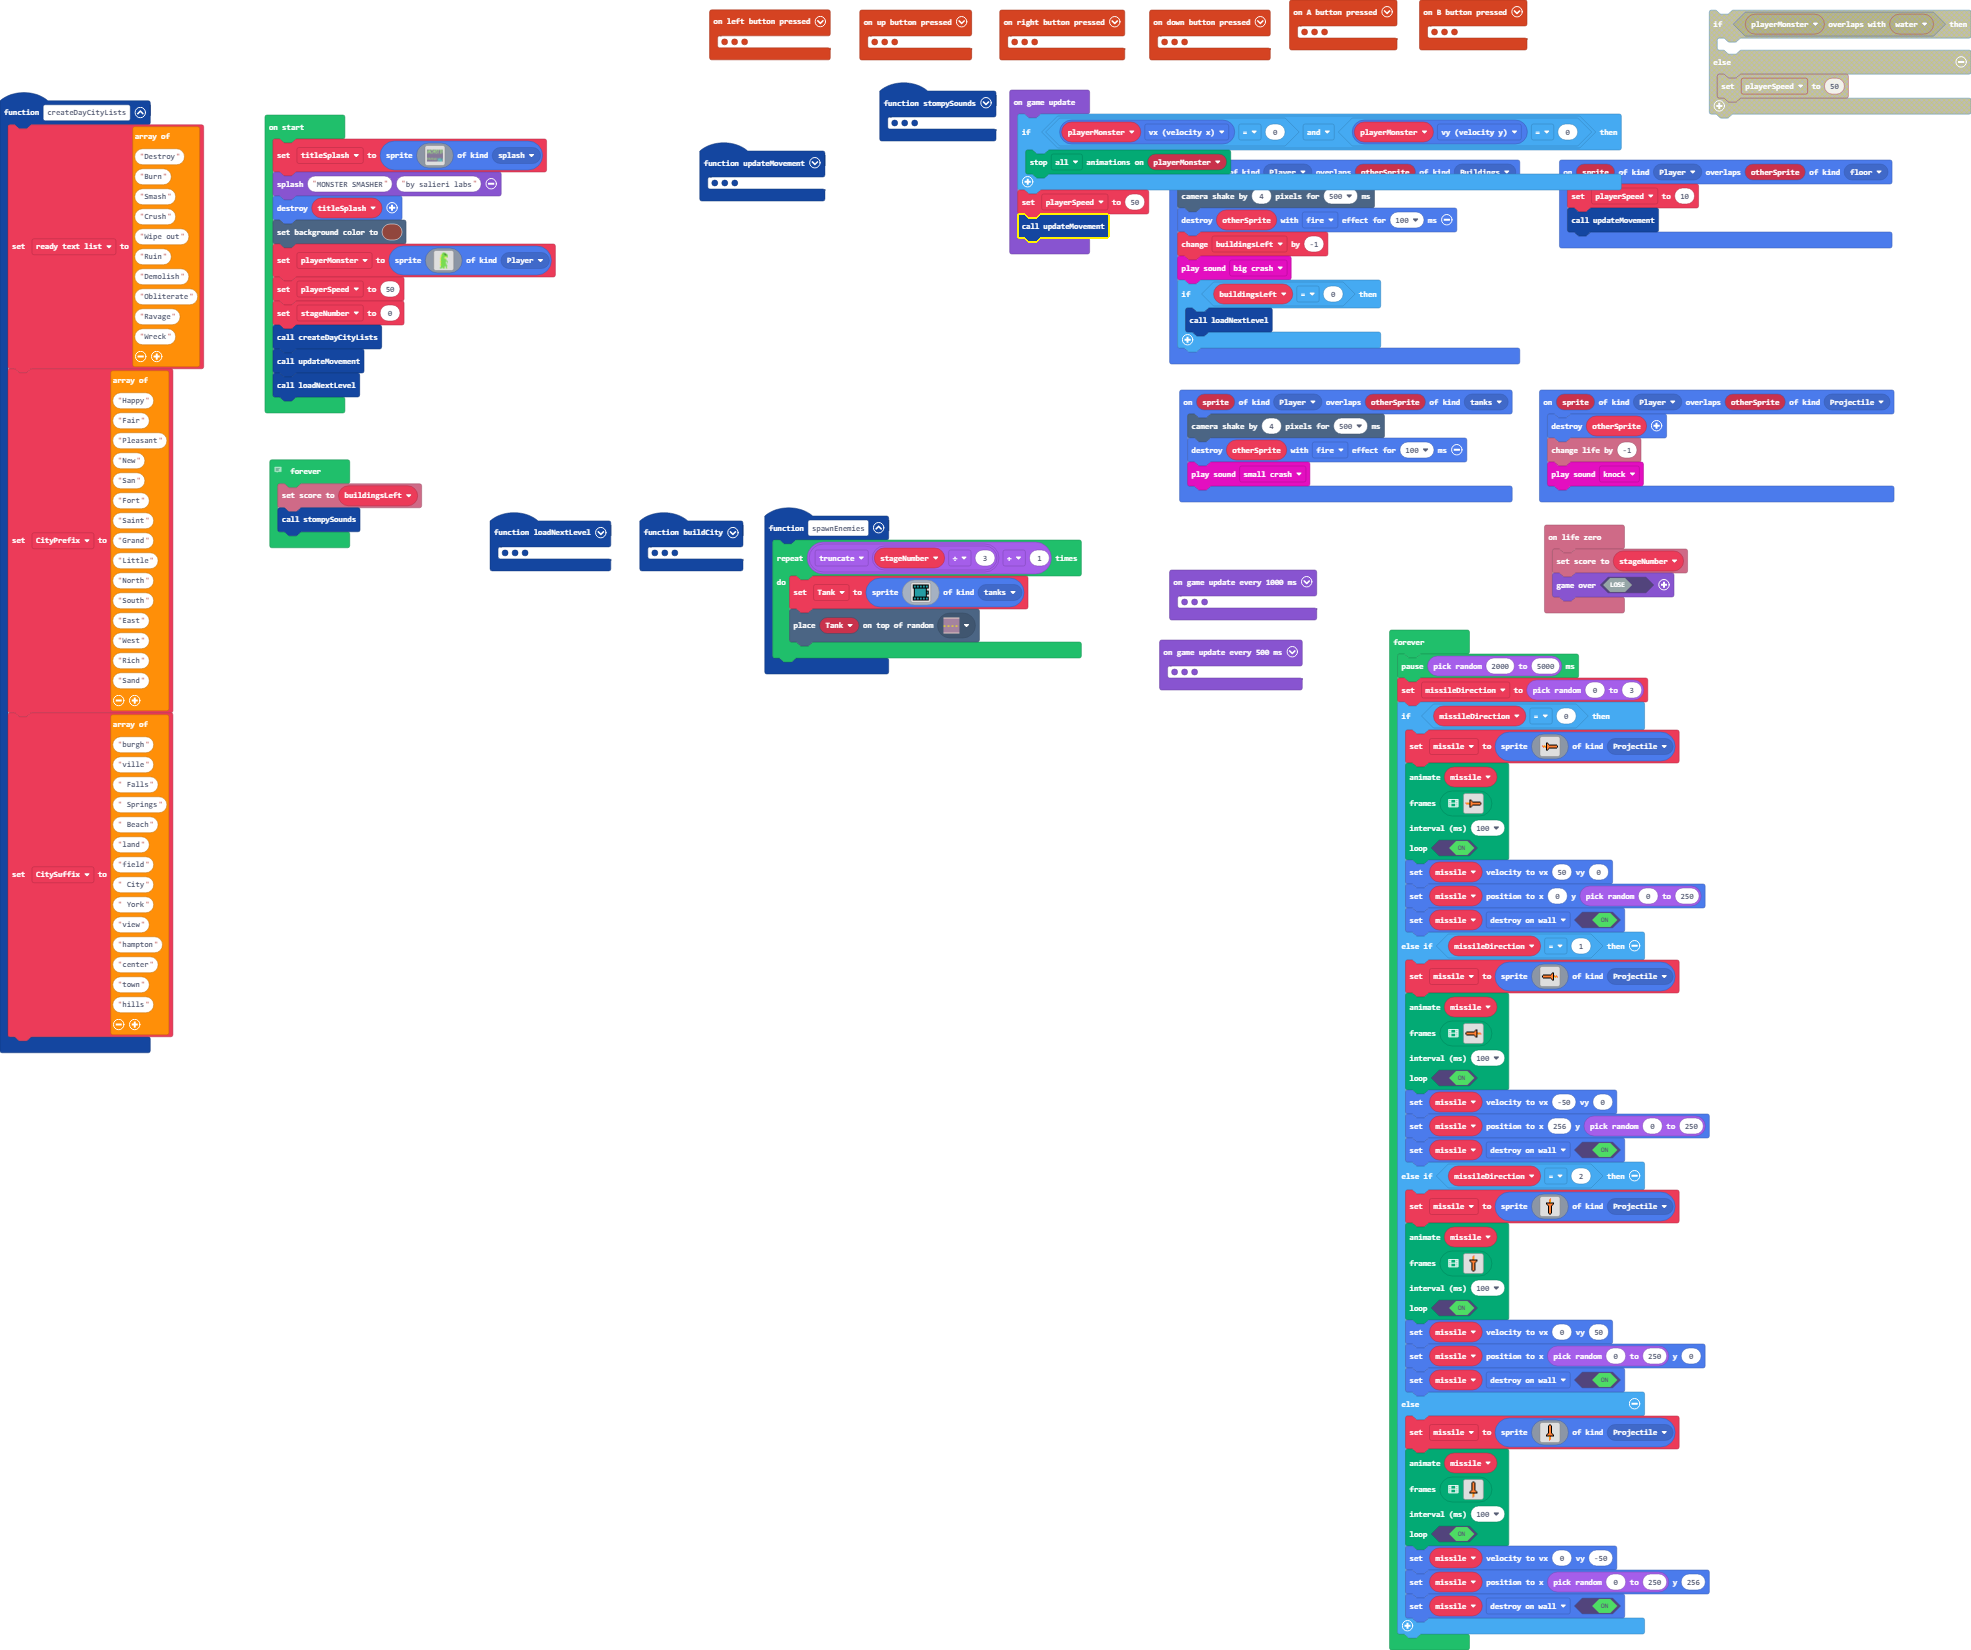 on left button pressed
on up button pressed
on right button pressed
on down button pressed
on A button pressed
on B button pressed
if playerMonster overlaps with water then
else
set playerSpeed to 50
function createDayCityLists
set ready text list to
array of
"Destroy"
"Burn"
"Smash"
"Crush"
"Wipe out"
"Ruin"
"Demolish"
"Obliterate"
"Ravage"
"Wreck"
set CityPrefix to
array of
"Happy"
"Fair"
"Pleasant"
"New"
"San"
"Fort"
"Saint"
"Grand"
"Little"
"North"
"South"
"East"
"West"
"Rich"
"Sand"
set CitySuffix to
array of
"burgh"
"ville"
" Falls"
" Springs"
" Beach"
"land"
"field"
" City"
" York"
"view"
"hampton"
"center"
"town"
"hills"
on start
set titleSplash to sprite of kind splash
splash "MONSTER SMASHER" "by salieri labs"
destroy titleSplash
set background color to
set playerMonster to sprite of kind Player
set playerSpeed to 50
set stageNumber to 0
call createDayCityLists
call updateMovement
call loadNextLevel
forever
set score to buildingsLeft
call stompySounds
function updateMovement
function stompySounds
on game update
if playerMonster vx (velocity x) = 0 and playerMonster vy (velocity y) = 0 then
stop all animations on playerMonster
set playerSpeed to 50
call updateMovement
of kind Player overlaps otherSprite of kind Buildings
camera shake by 4 pixels for 500 ms
destroy otherSprite with fire effect for 100 ms
change buildingsLeft by -1
play sound big crash
if buildingsLeft = 0 then
call loadNextLevel
on sprite of kind Player overlaps otherSprite of kind floor
set playerSpeed to 10
call updateMovement
on sprite of kind Player overlaps otherSprite of kind tanks
camera shake by 4 pixels for 500 ms
destroy otherSprite with fire effect for 100 ms
play sound small crash
on sprite of kind Player overlaps otherSprite of kind Projectile
destroy otherSprite
change life by -1
play sound knock
function loadNextLevel
function buildCity
function spawnEnemies
repeat truncate stageNumber ÷ 3 + 1 times
do
set Tank to sprite of kind tanks
place Tank on top of random
on game update every 1000 ms
on game update every 500 ms
on life zero
set score to stageNumber
game over LOSE
forever
pause pick random 2000 to 5000 ms
set missileDirection to pick random 0 to 3
if missileDirection = 0 then
set missile to sprite of kind Projectile
animate missile
frames
interval (ms) 100
loop ON
set missile velocity to vx 50 vy 0
set missile position to x 0 y pick random 0 to 250
set missile destroy on wall ON
else if missileDirection = 1 then
set missile to sprite of kind Projectile
animate missile
frames
interval (ms) 100
loop ON
set missile velocity to vx -50 vy 0
set missile position to x 256 y pick random 0 to 250
set missile destroy on wall ON
else if missileDirection = 2 then
set missile to sprite of kind Projectile
animate missile
frames
interval (ms) 100
loop ON
set missile velocity to vx 0 vy 50
set missile position to x pick random 0 to 250 y 0
set missile destroy on wall ON
else
set missile to sprite of kind Projectile
animate missile
frames
interval (ms) 100
loop ON
set missile velocity to vx 0 vy -50
set missile position to x pick random 0 to 250 y 256
set missile destroy on wall ON